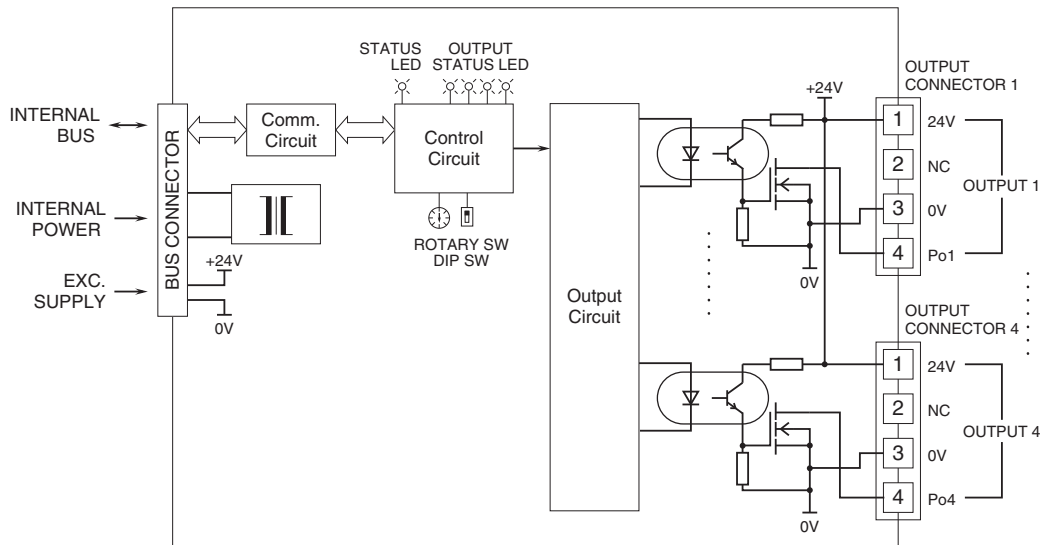 STATUS
LED
OUTPUT
STATUS LED
OUTPUT
CONNECTOR 1
+24V
INTERNAL
BUS
BUS CONNECTOR
Comm.
Circuit
Control
Circuit
1
24V
2
NC
OUTPUT 1
3
0V
4
Po1
0V
INTERNAL
POWER
ROTARY SW
DIP SW
+24V
EXC.
SUPPLY
0V
Output
Circuit
OUTPUT
CONNECTOR 4
1
24V
2
NC
OUTPUT 4
3
0V
4
Po4
0V